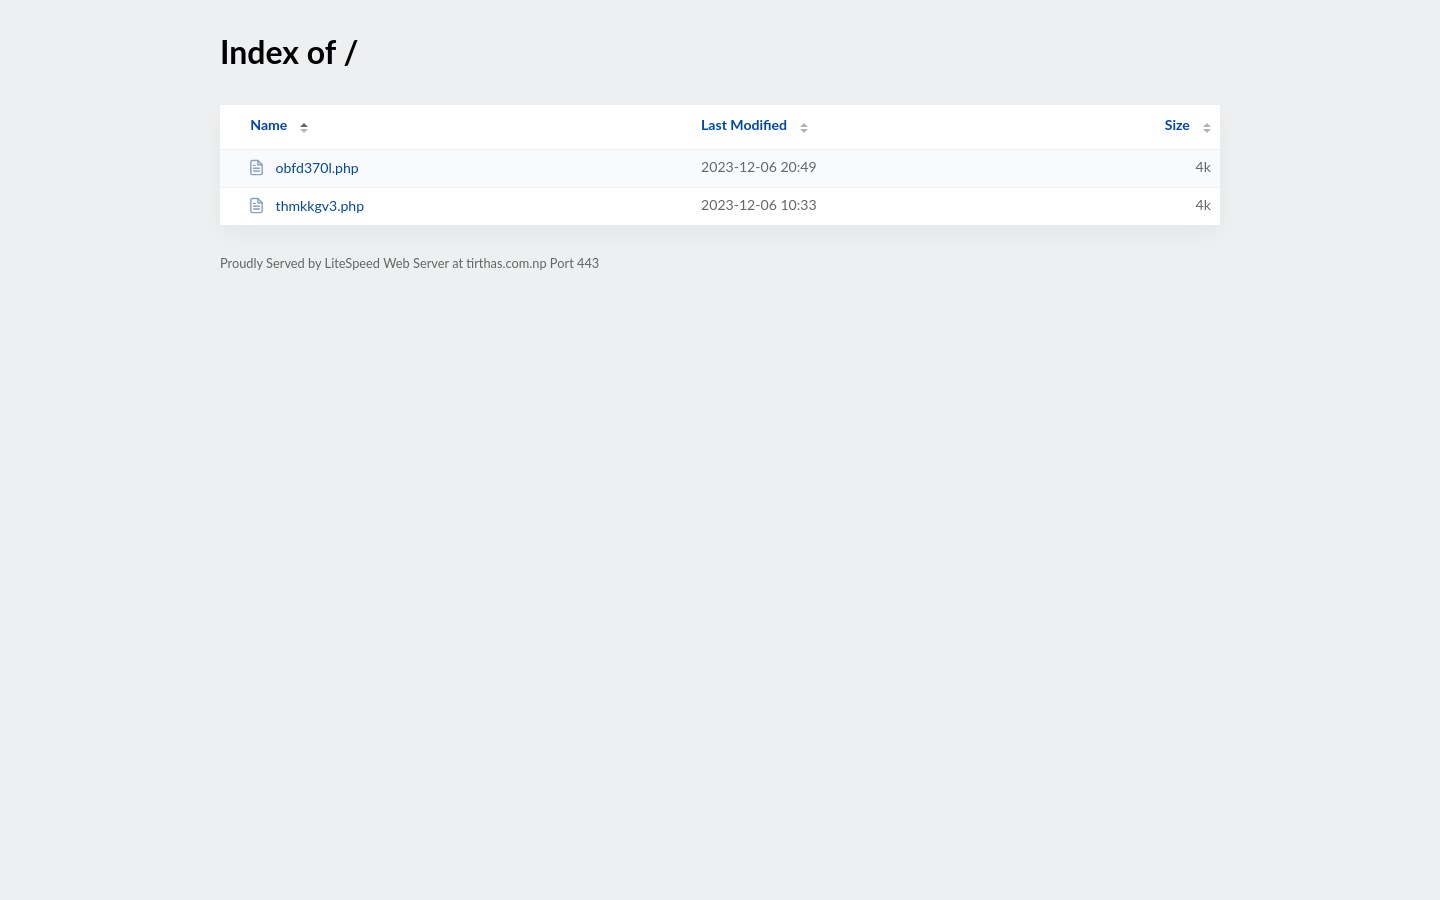 Index of /
Name Last Modified Size
obfd370l.php 2023-12-06 20:49 4k
thmkkgv3.php 2023-12-06 10:33 4k
Proudly Served by LiteSpeed Web Server at tirthas.com.np Port 443